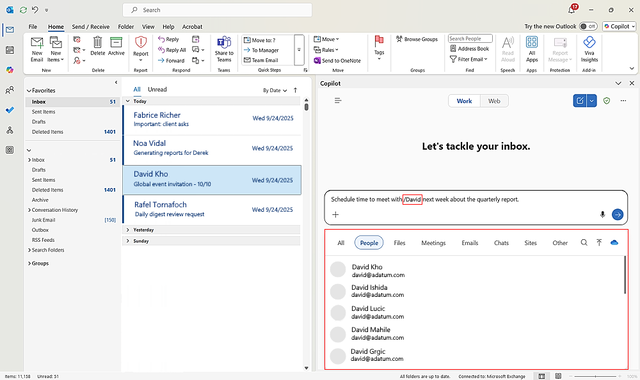 Search
12
File
Home
Send / Receive
Folder
View
Help
Acrobat
Try the new Outlook
Off
Copilot
New Email
New Items
Delete
Archive
Report
Reply
Reply All
Forward
Share to Teams
Move to: ?
To Manager
Team Email
Move
Rules
Send to OneNote
Tags
Browse Groups
Search People
Address Book
Filter Email
Read Aloud
All Apps
Protection
Viva Insights
New
Delete
Report
Respond
Teams
Quick Steps
Move
Groups
Find
Speech
Apps
Protection
Add-in
Favorites
Inbox 51
Sent Items
Drafts
Deleted Items 1401
Inbox 51
Drafts
Sent Items
Deleted Items 1401
Archive
Conversation History
Junk Email [150]
Outbox
RSS Feeds
Search Folders
Groups
All Unread
By Date
Today
Fabrice Richer
Important: client asks
Wed 9/24/2025
Noa Vidal
Generating reports for Derek
Wed 9/24/2025
David Kho
Global event invitation - 10/10
Wed 9/24/2025
Rafel Tornafoch
Daily digest review request
Wed 9/24/2025
Yesterday
Sunday
Copilot
Work Web
Let's tackle your inbox.
Schedule time to meet with /David next week about the quarterly report.
All People Files Meetings Emails Chats Sites Other
David Kho
david@adatum.com
David Ishida
david@adatum.com
David Lucic
david@adatum.com
David Mahile
david@adatum.com
David Grgic
david@adatum.com
Items: 11,138 Unread: 51
All folders are up to date. Connected to: Microsoft Exchange